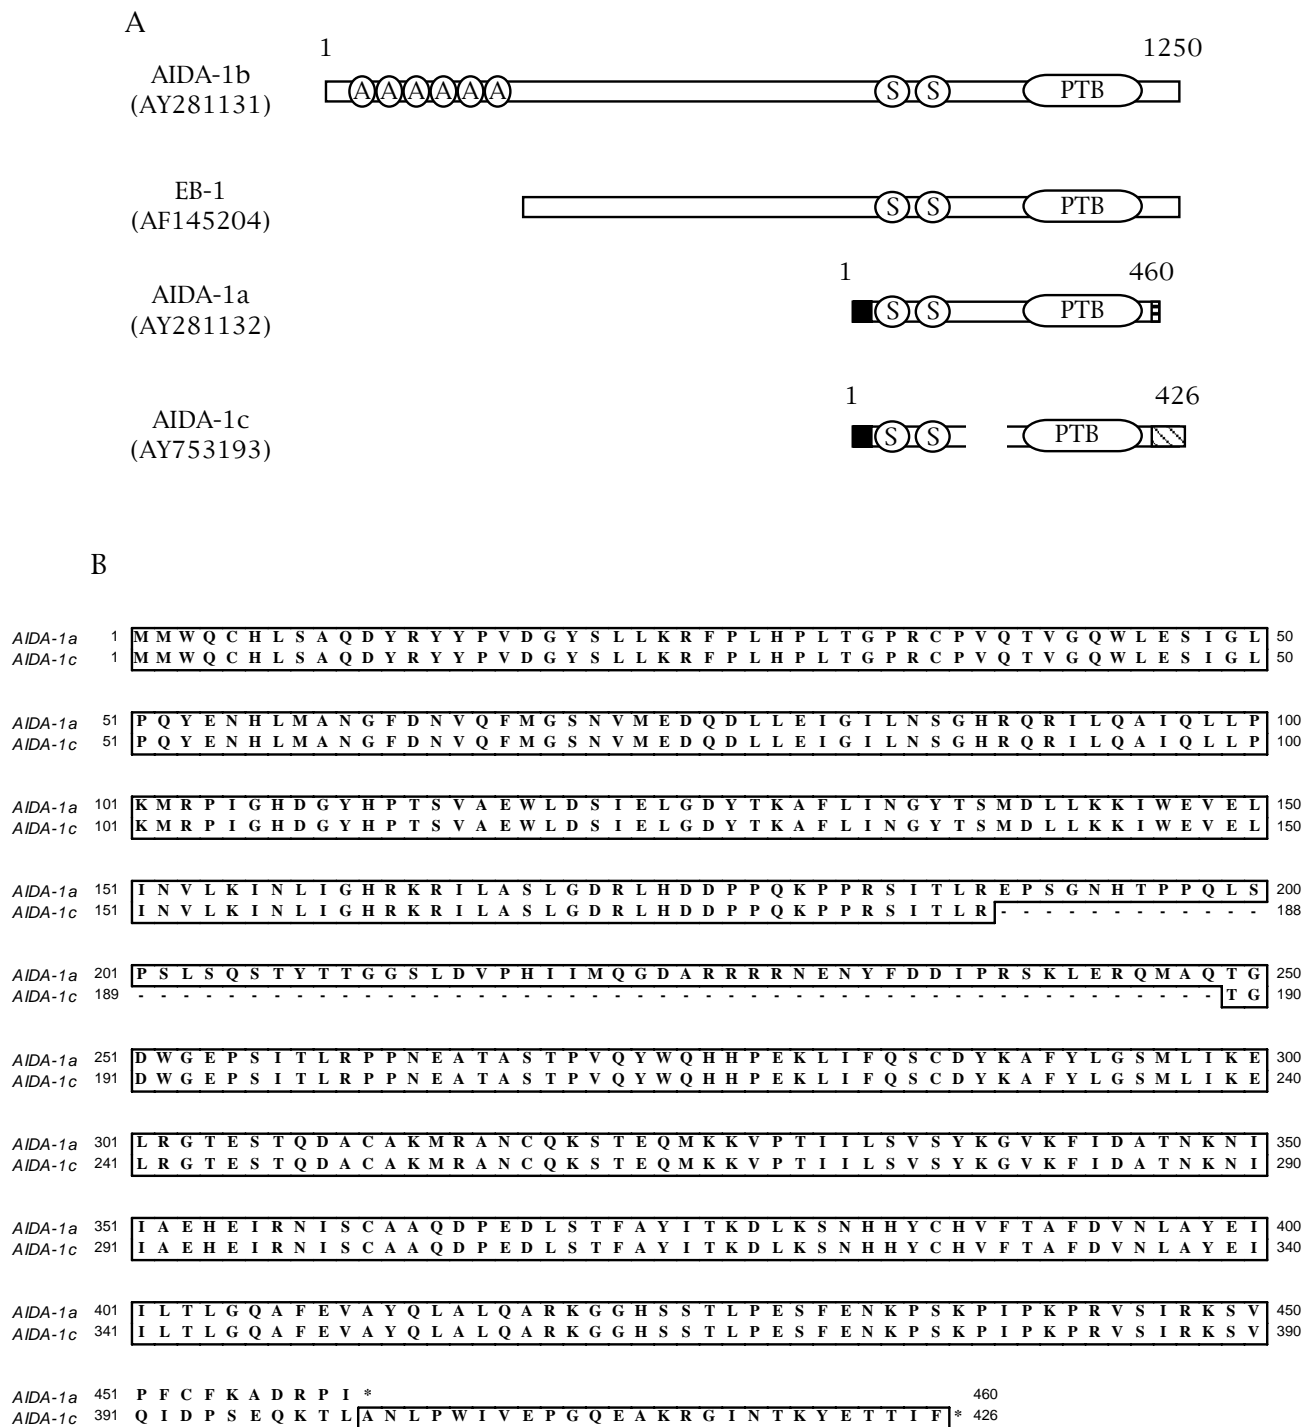 A
1 1250
AIDA-1b
(AY281131)
A A A A A A S S PTB
EB-1
(AF145204)
S S PTB
1 460
AIDA-1a
(AY281132)
S S PTB
1 426
AIDA-1c
(AY753193)
S S PTB
B
AIDA-1a 1 M M W Q C H L S A Q D Y R Y Y P V D G Y S L L K R F P L H P L T G P R C P V Q T V G Q W L E S I G L 50
AIDA-1c 1 M M W Q C H L S A Q D Y R Y Y P V D G Y S L L K R F P L H P L T G P R C P V Q T V G Q W L E S I G L 50
AIDA-1a 51 P Q Y E N H L M A N G F D N V Q F M G S N V M E D Q D L L E I G I L N S G H R Q R I L Q A I Q L L P 100
AIDA-1c 51 P Q Y E N H L M A N G F D N V Q F M G S N V M E D Q D L L E I G I L N S G H R Q R I L Q A I Q L L P 100
AIDA-1a 101 K M R P I G H D G Y H P T S V A E W L D S I E L G D Y T K A F L I N G Y T S M D L L K K I W E V E L 150
AIDA-1c 101 K M R P I G H D G Y H P T S V A E W L D S I E L G D Y T K A F L I N G Y T S M D L L K K I W E V E L 150
AIDA-1a 151 I N V L K I N L I G H R K R I L A S L G D R L H D D P P Q K P P R S I T L R E P S G N H T P P Q L S 200
AIDA-1c 151 I N V L K I N L I G H R K R I L A S L G D R L H D D P P Q K P P R S I T L R - - - - - - - - - - - - 188
AIDA-1a 201 P S L S Q S T Y T T G G S L D V P H I I M Q G D A R R R R N E N Y F D D I P R S K L E R Q M A Q T G 250
AIDA-1c 189 - - - - - - - - - - - - - - - - - - - - - - - - - - - - - - - - - - - - - - - - - - - - - - - - T G 190
AIDA-1a 251 D W G E P S I T L R P P N E A T A S T P V Q Y W Q H H P E K L I F Q S C D Y K A F Y L G S M L I K E 300
AIDA-1c 191 D W G E P S I T L R P P N E A T A S T P V Q Y W Q H H P E K L I F Q S C D Y K A F Y L G S M L I K E 240
AIDA-1a 301 L R G T E S T Q D A C A K M R A N C Q K S T E Q M K K V P T I I L S V S Y K G V K F I D A T N K N I 350
AIDA-1c 241 L R G T E S T Q D A C A K M R A N C Q K S T E Q M K K V P T I I L S V S Y K G V K F I D A T N K N I 290
AIDA-1a 351 I A E H E I R N I S C A A Q D P E D L S T F A Y I T K D L K S N H H Y C H V F T A F D V N L A Y E I 400
AIDA-1c 291 I A E H E I R N I S C A A Q D P E D L S T F A Y I T K D L K S N H H Y C H V F T A F D V N L A Y E I 340
AIDA-1a 401 I L T L G Q A F E V A Y Q L A L Q A R K G G H S S T L P E S F E N K P S K P I P K P R V S I R K S V 450
AIDA-1c 341 I L T L G Q A F E V A Y Q L A L Q A R K G G H S S T L P E S F E N K P S K P I P K P R V S I R K S V 390
AIDA-1a 451 P F C F K A D R P I * 460
AIDA-1c 391 Q I D P S E Q K T L A N L P W I V E P G Q E A K R G I N T K Y E T T I F * 426